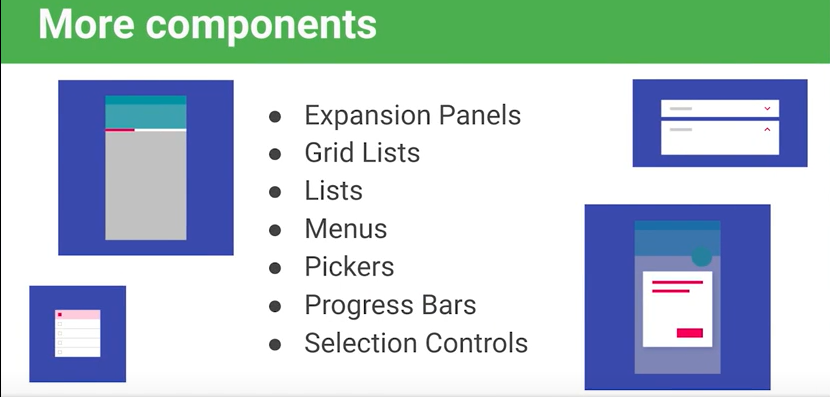 More components
● Expansion Panels
● Grid Lists
● Lists
● Menus
● Pickers
● Progress Bars
● Selection Controls